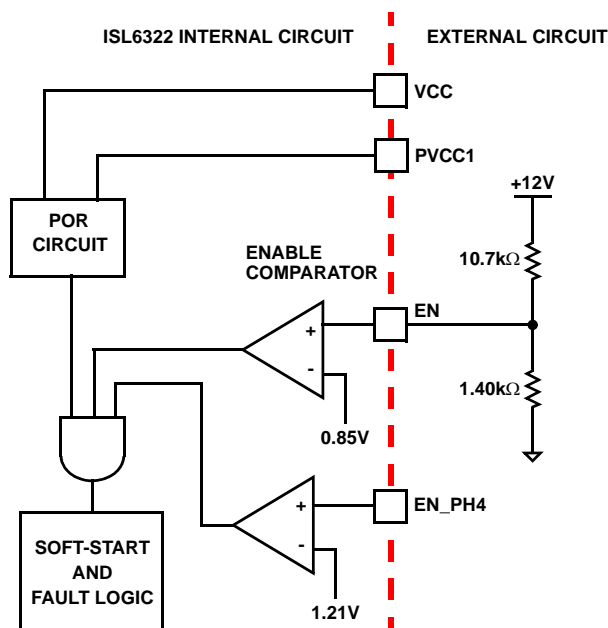 ISL6322 INTERNAL CIRCUIT
EXTERNAL CIRCUIT
VCC
PVCC1
+12V
POR
CIRCUIT
10.7kΩ
ENABLE
COMPARATOR
EN
+
-
1.40kΩ
0.85V
EN_PH4
+
-
SOFT-START
AND
FAULT LOGIC
1.21V